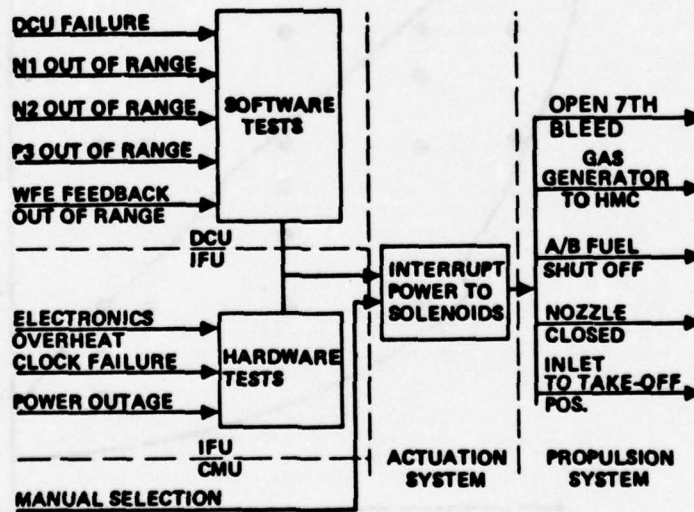 DCU FAILURE
N1 OUT OF RANGE
N2 OUT OF RANGE
P3 OUT OF RANGE
WFE FEEDBACK
OUT OF RANGE
SOFTWARE
TESTS
DCU
IFU
ELECTRONICS
OVERHEAT
CLOCK FAILURE
POWER OUTAGE
HARDWARE
TESTS
IFU
CMU
MANUAL SELECTION
INTERRUPT
POWER TO
SOLENOIDS
ACTUATION
SYSTEM
OPEN 7TH
BLEED
GAS
GENERATOR
TO HMC
A/B FUEL
SHUT OFF
NOZZLE
CLOSED
INLET
TO TAKE-OFF
POS.
PROPULSION
SYSTEM